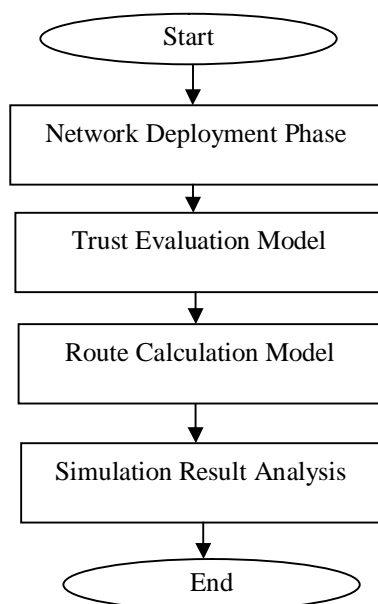 Start
Network Deployment Phase
Trust Evaluation Model
Route Calculation Model
Simulation Result Analysis
End